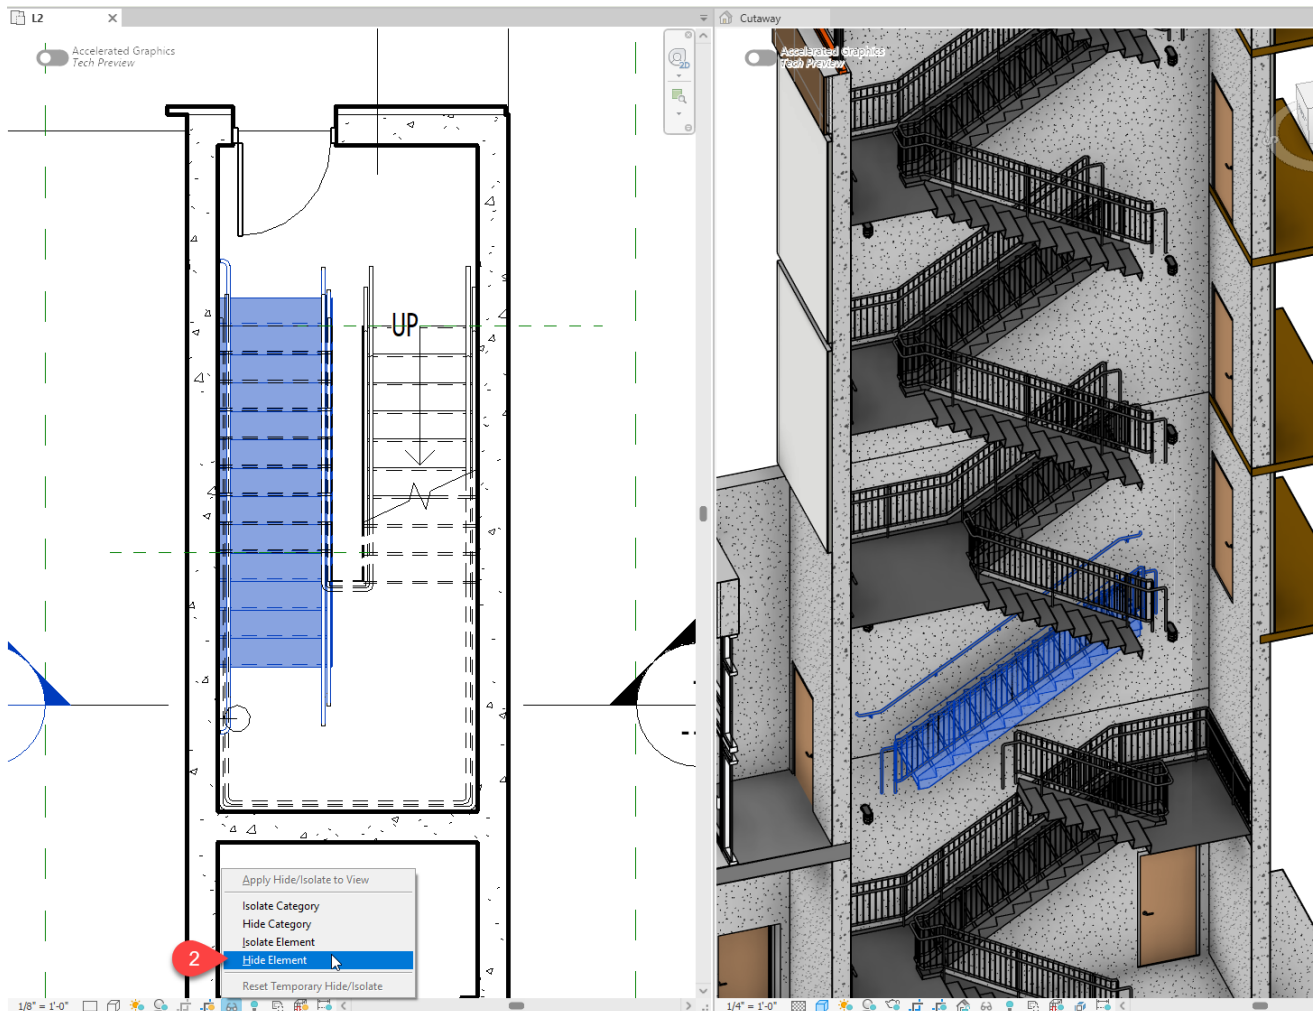 L2
Cutaway
Accelerated Graphics
Tech Preview
2D
Accelerated Graphics
Tech Preview
UP
Apply Hide/Isolate to View
Isolate Category
Hide Category
Isolate Element
2
Hide Element
Reset Temporary Hide/Isolate
1/8" = 1'-0"
1/4" = 1'-0"